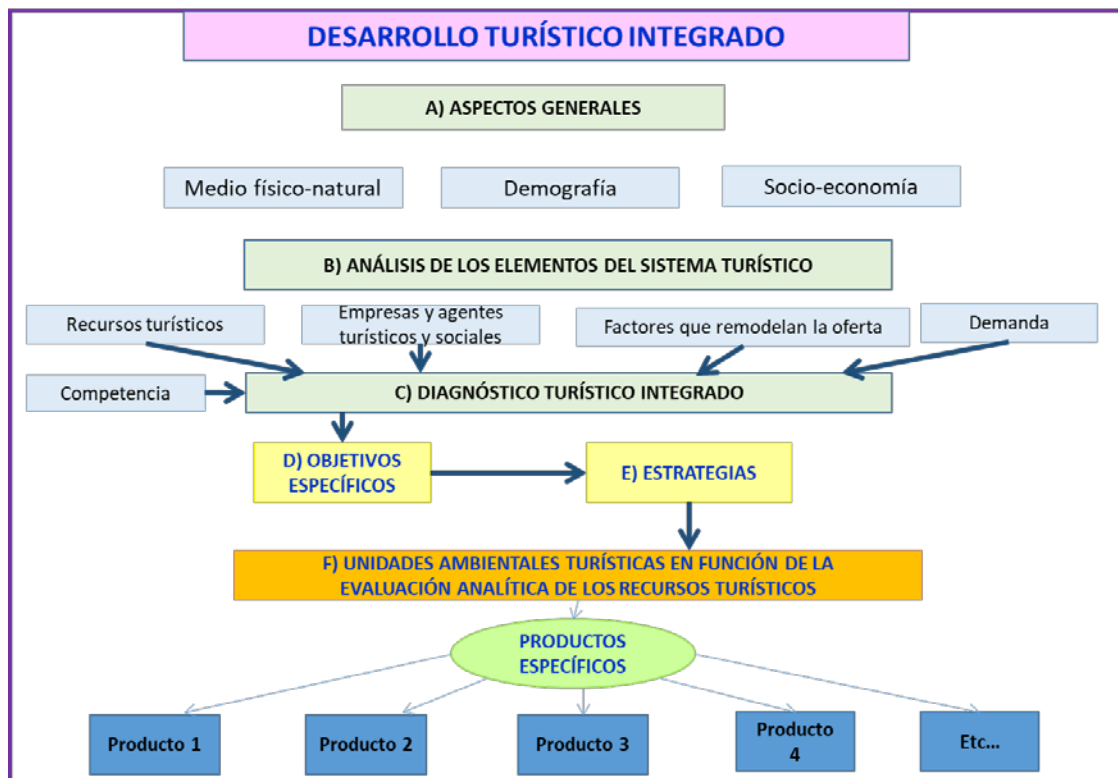 DESARROLLO TURÍSTICO INTEGRADO
A) ASPECTOS GENERALES
Medio físico-natural
Demografía
Socio-economía
B) ANÁLISIS DE LOS ELEMENTOS DEL SISTEMA TURÍSTICO
Recursos turísticos
Empresas y agentes
turísticos y sociales
Factores que remodelan la oferta
Demanda
Competencia
C) DIAGNÓSTICO TURÍSTICO INTEGRADO
D) OBJETIVOS
ESPECÍFICOS
E) ESTRATEGIAS
F) UNIDADES AMBIENTALES TURÍSTICAS EN FUNCIÓN DE LA
EVALUACIÓN ANALÍTICA DE LOS RECURSOS TURÍSTICOS
PRODUCTOS
ESPECÍFICOS
Producto 1
Producto 2
Producto 3
Producto
4
Etc...